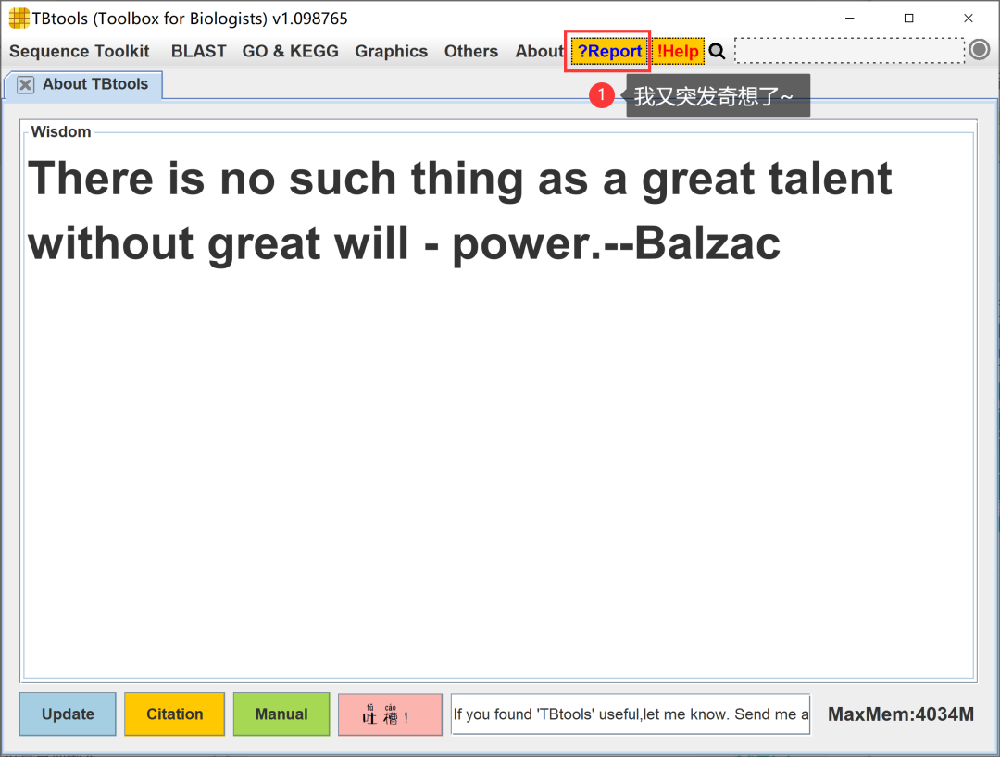 TBtools (Toolbox for Biologists) v1.098765
Sequence Toolkit BLAST GO & KEGG Graphics Others About ?Report !Help
About TBtools
1 我又突发奇想了~
Wisdom
There is no such thing as a great talent
without great will - power.--Balzac
Update Citation Manual
tǔ cáo
吐槽！
If you found 'TBtools' useful,let me know. Send me a
MaxMem:4034M